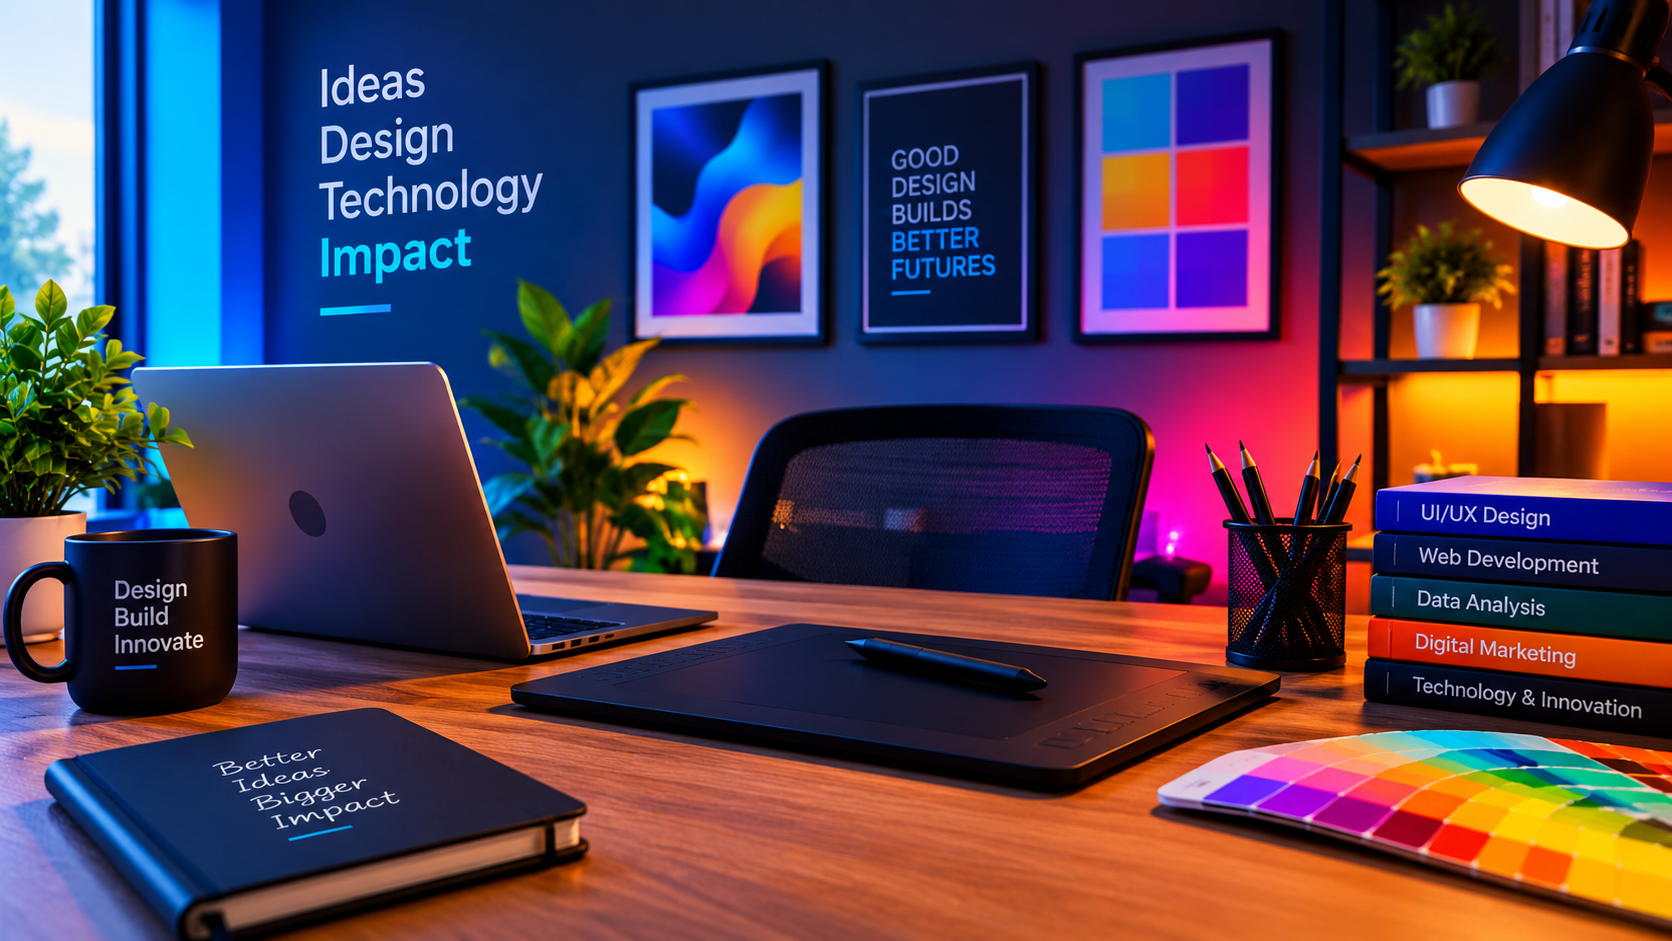 Ideas
Design
Technology
Impact
GOOD
DESIGN
BUILDS
BETTER
FUTURES
Design
Build
Innovate
Better
Ideas.
Bigger
Impact
UI/UX Design
Web Development
Data Analysis
Digital Marketing
Technology & Innovation